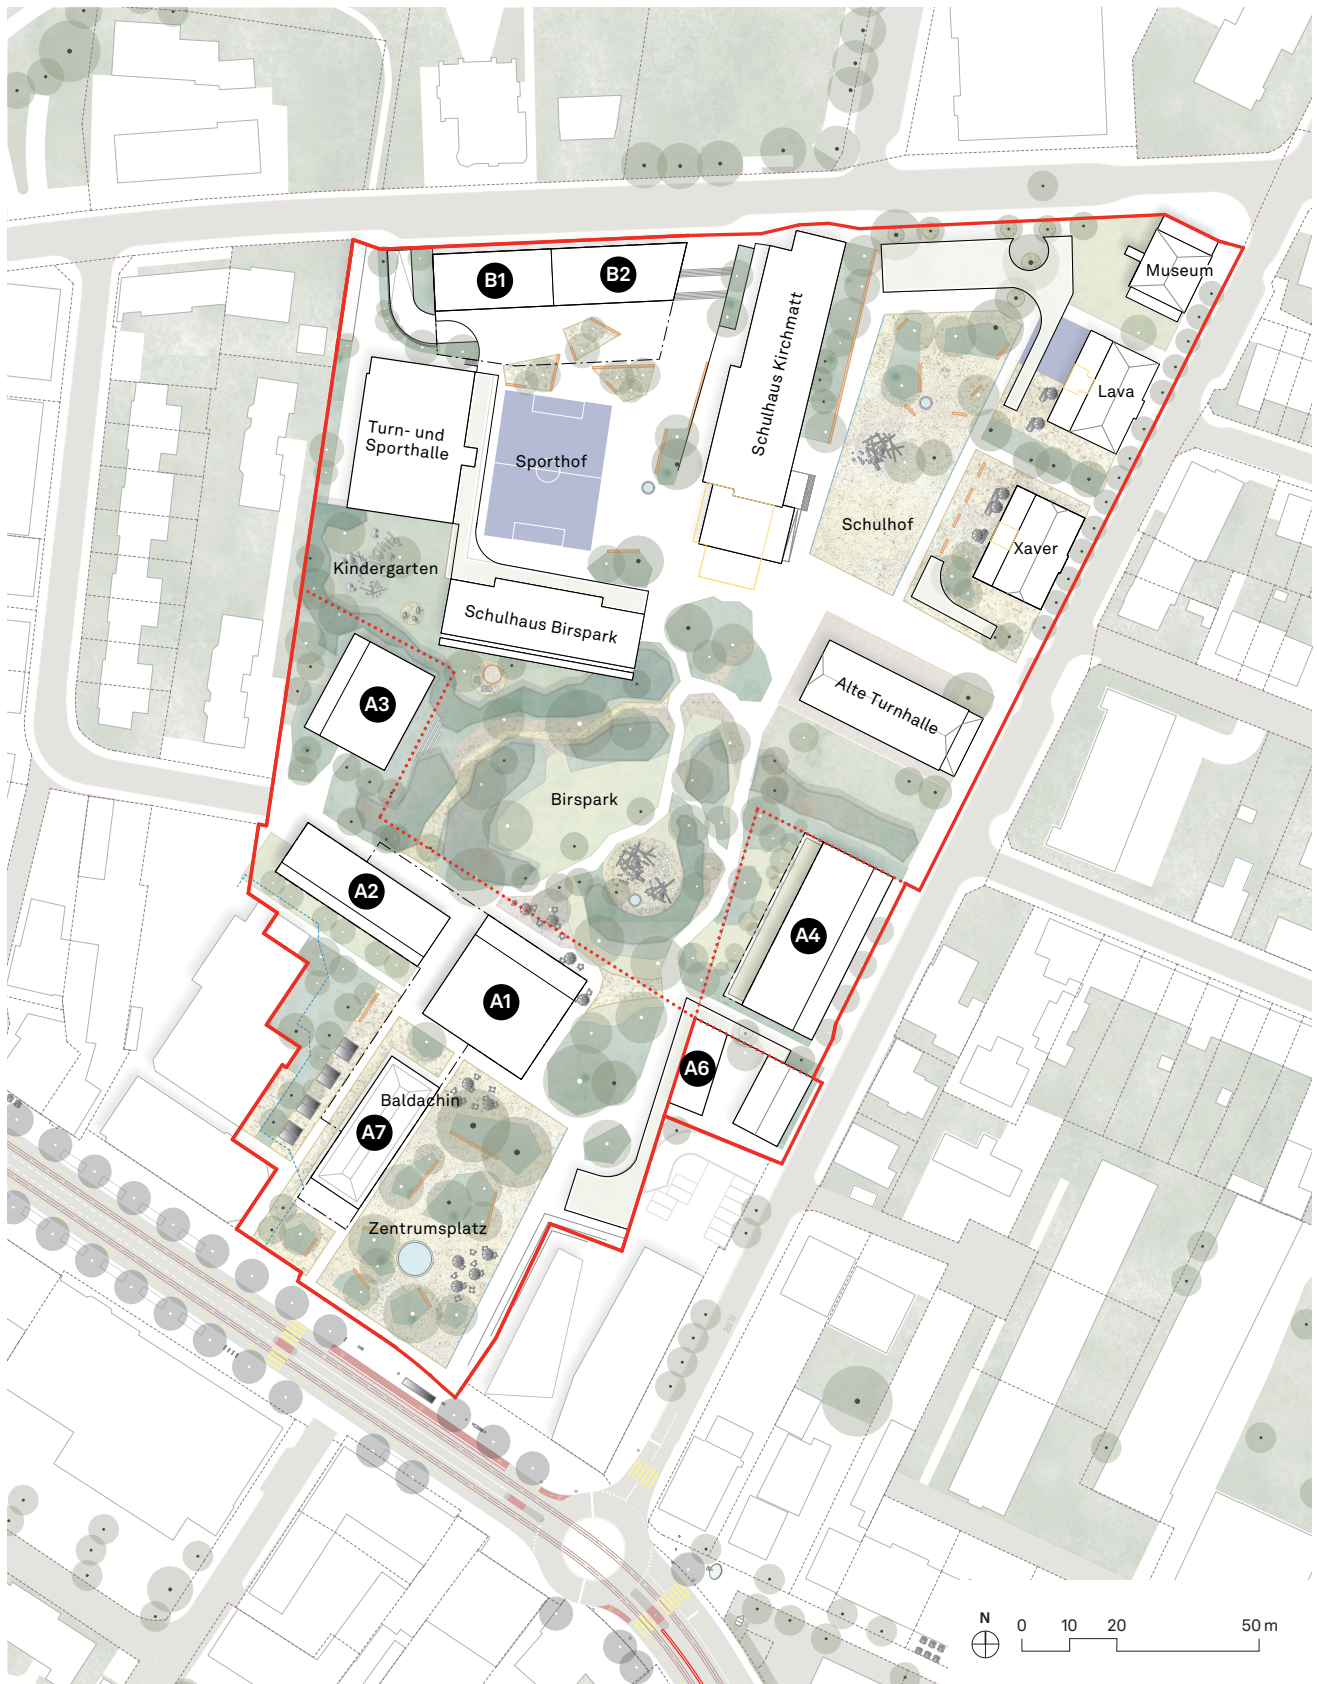 B1
B2
Museum
Schulhaus Kirchmatt
Lava
Turn- und
Sporthalle
Sporthof
Schulhof
Xaver
Kindergarten
Schulhaus Birspark
A3
Alte Turnhalle
Birspark
A2
A4
A1
A6
Baldachin
A7
Zentrumsplatz
N
0 10 20 50 m